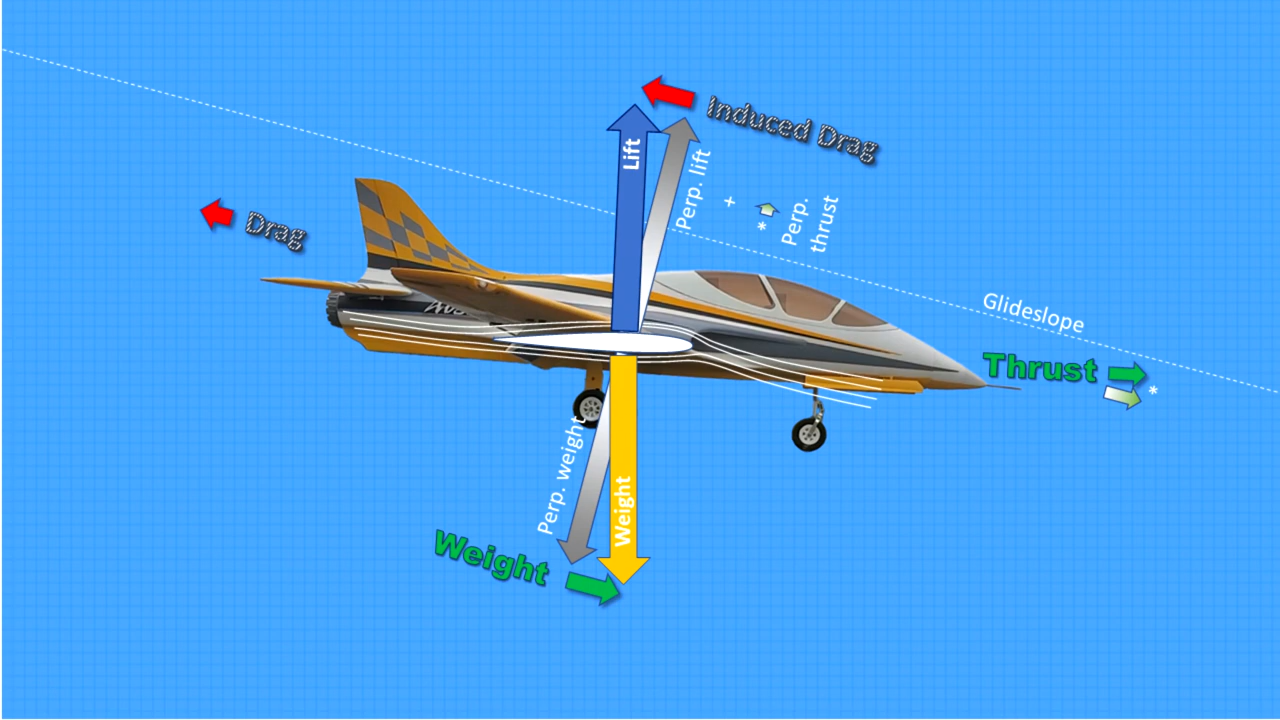 Induced Drag
Lift
Perp. lift
+
*
Perp.
thrust
Drag
Glideslope
Thrust
*
Perp. weight
Weight
Weight